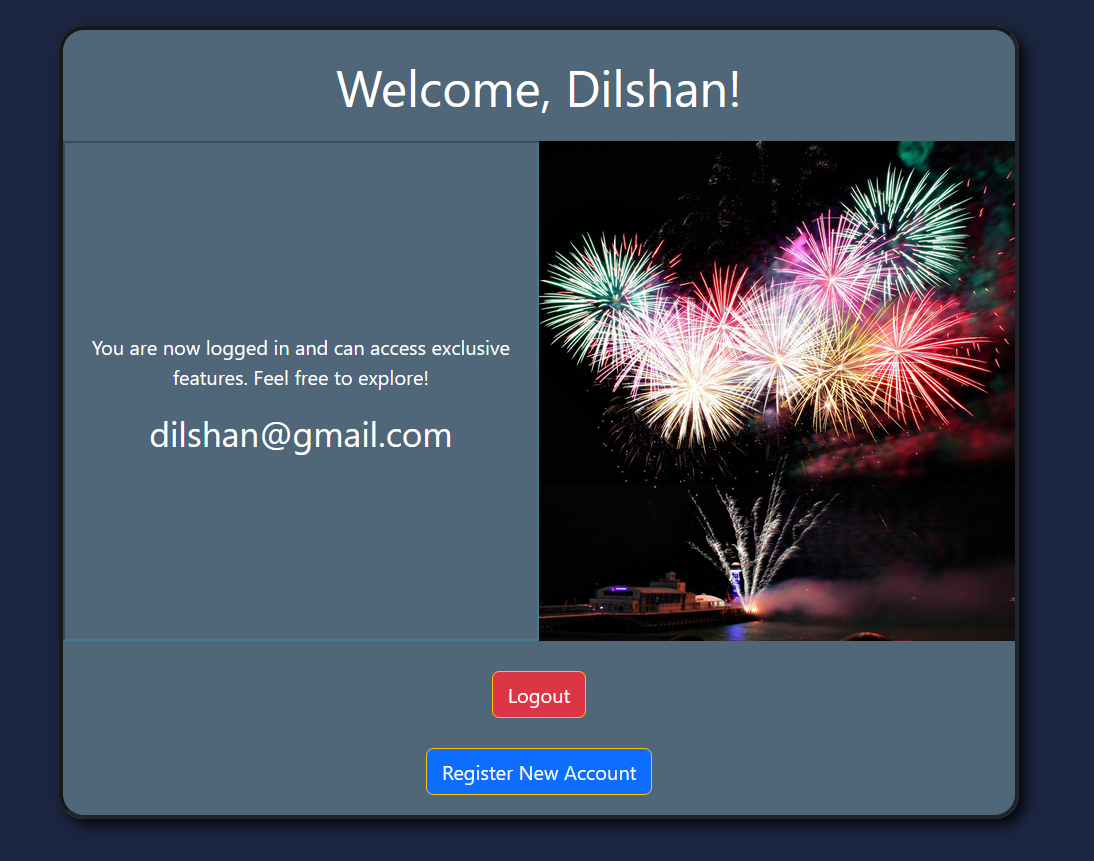 Welcome, Dilshan!
You are now logged in and can access exclusive
features. Feel free to explore!
dilshan@gmail.com
Logout
Register New Account